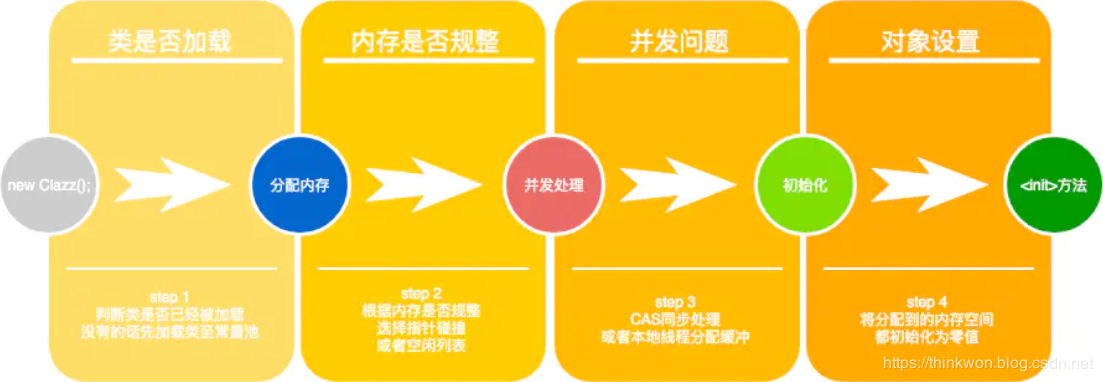 类是否加载
内存是否规整
并发问题
对象设置
new Clazz();
分配内存
并发处理
初始化
<init>方法
step 1
判断类是否已经被加载
没有的话先加载类至常量池
step 2
根据内存是否规整
选择指针碰撞
或者空闲列表
step 3
CAS同步处理
或者本地线程分配缓冲
step 4
将分配到的内存空间
都初始化为零值
https://thinkwon.blog.csdn.net